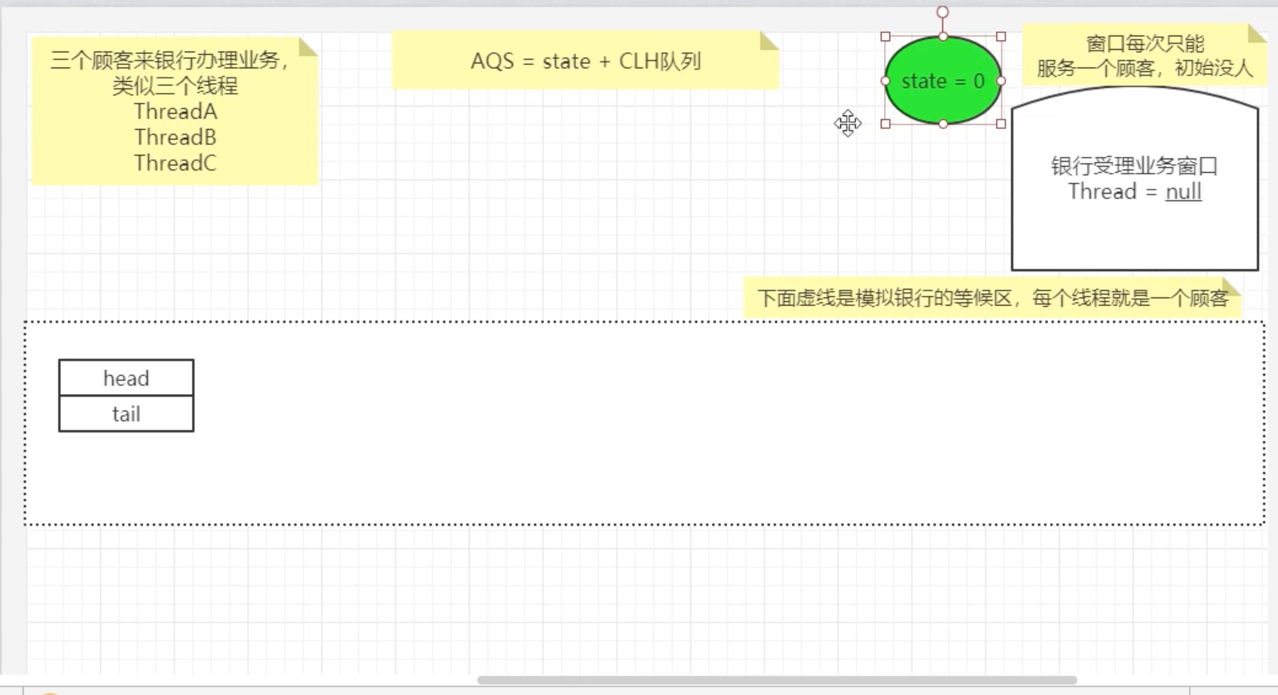 三个顾客来银行办理业务，
类似三个线程
ThreadA
ThreadB
ThreadC
AQS = state + CLH队列
state = 0
窗口每次只能
服务一个顾客，初始没人
银行受理业务窗口
Thread = null
下面虚线是模拟银行的等候区，每个线程就是一个顾客
head
tail